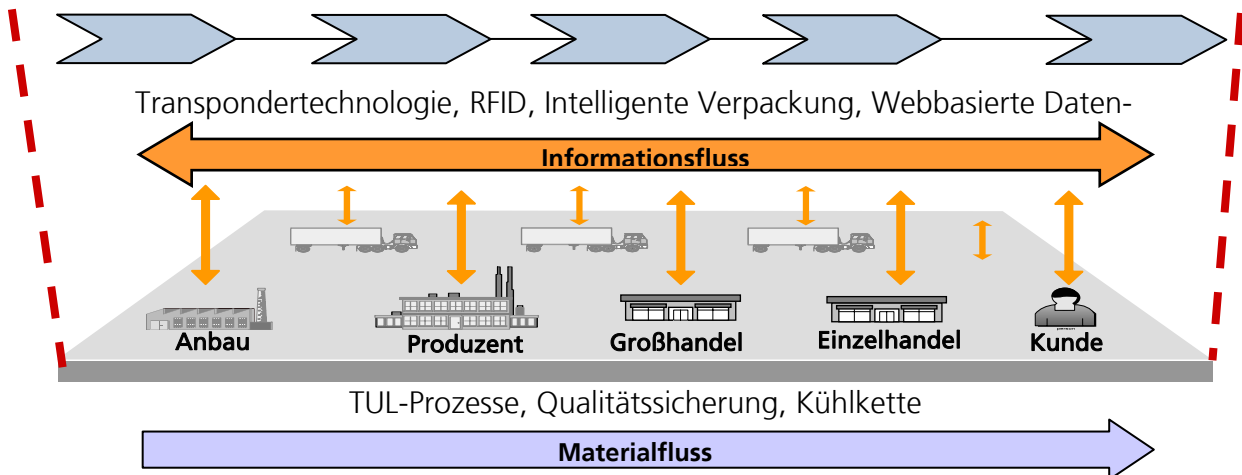 Transpondertechnologie, RFID, Intelligente Verpackung, Webbasierte Daten-
Informationsfluss
Anbau
Produzent
Großhandel
Einzelhandel
Kunde
TUL-Prozesse, Qualitätssicherung, Kühlkette
Materialfluss